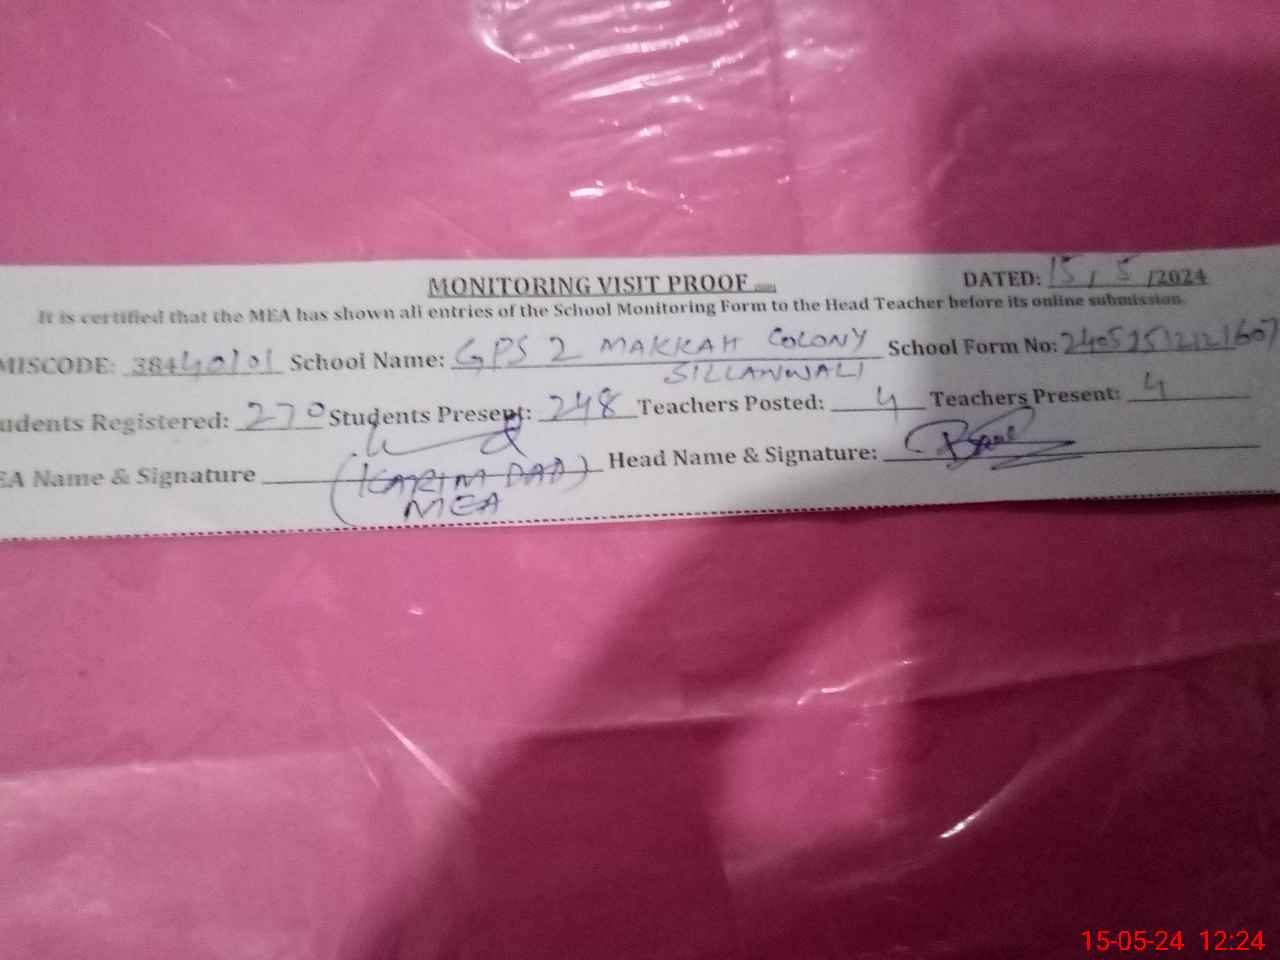 MONITORING VISIT PROOF DATED: 15 / 5 /2024
It is certified that the MEA has shown all entries of the School Monitoring Form to the Head Teacher before its online submission.
MISCODE: 38440101 School Name: GPS 2 MAKKAH COLONY School Form No:
SILLANWALI
udents Registered: 270 Students Present: 248 Teachers Posted: 4 Teachers Present: 4
EA Name & Signature (KARIM DAD) Head Name & Signature:
MEA
15-05-24 12:24